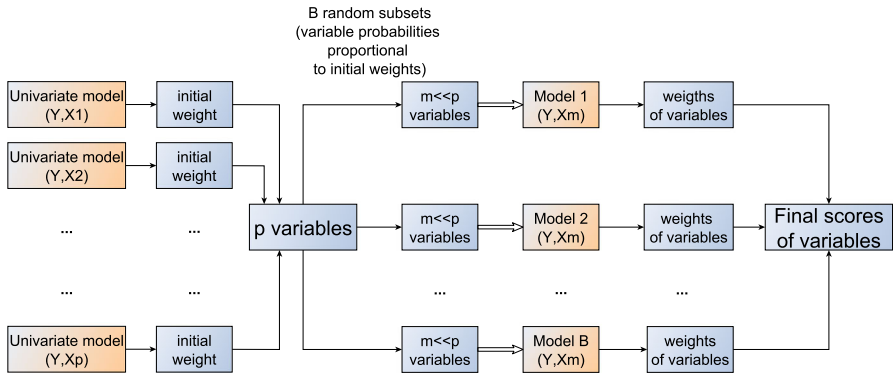 B random subsets
(variable probabilities
proportional
to initial weights)
Univariate model
(Y,X1)
initial
weight
m<<p
variables
Model 1
(Y,Xm)
weigths
of variables
Univariate model
(Y,X2)
initial
weight
p variables
m<<p
variables
Model 2
(Y,Xm)
weights
of variables
Final scores
of variables
...
...
...
...
...
...
...
Univariate model
(Y,Xp)
initial
weight
m<<p
variables
Model B
(Y,Xm)
weights
of variables